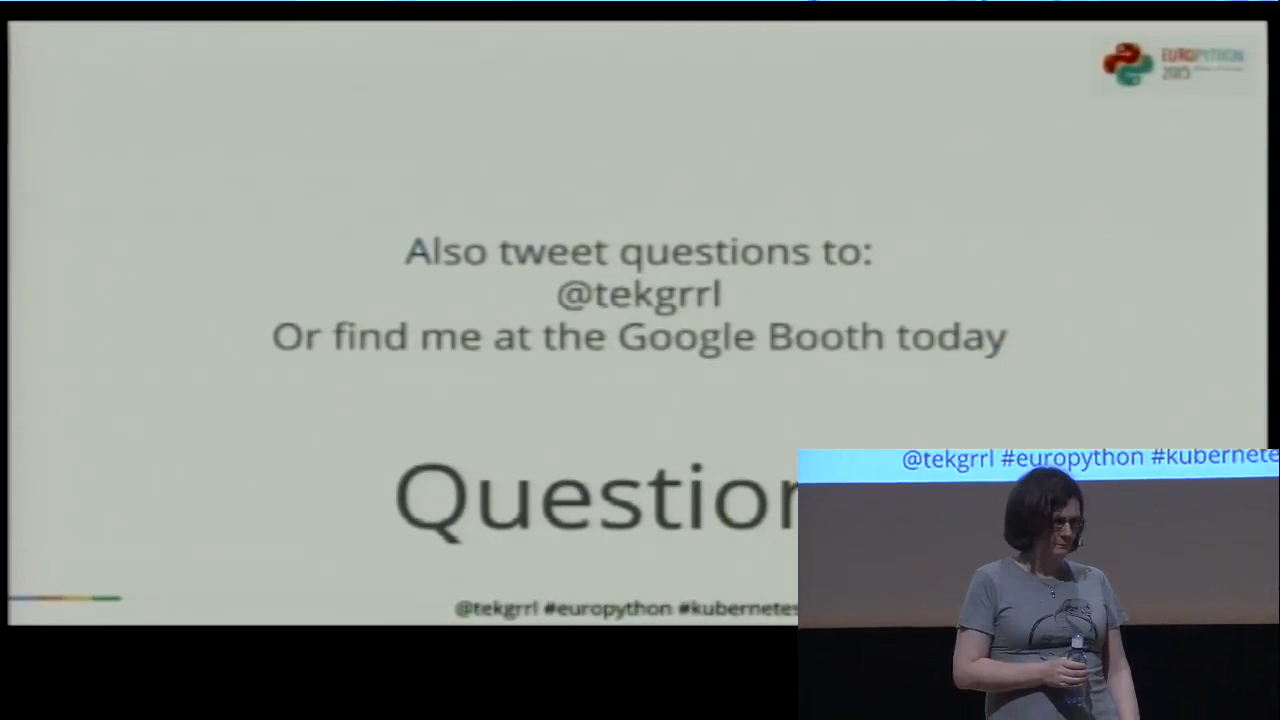 EUROPYTHON
2015
Also tweet questions to:
@tekgrrl
Or find me at the Google Booth today
Question
@tekgrrl #europython #kubernetes
@tekgrrl #europython #kubernete